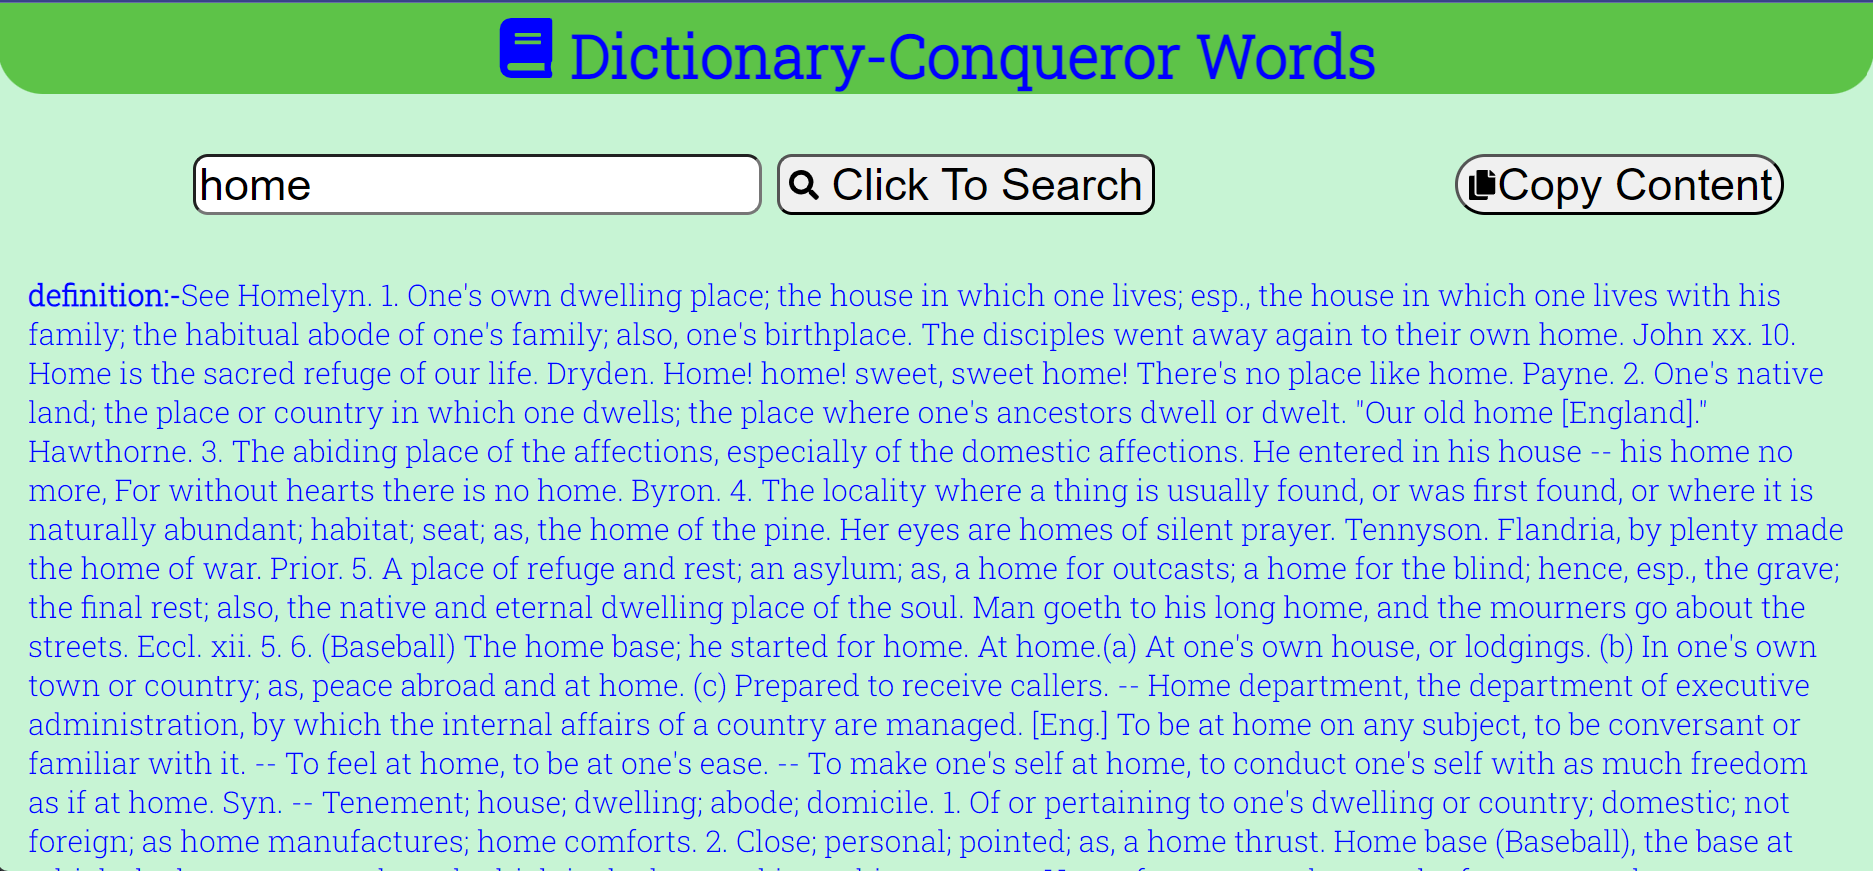 Dictionary-Conqueror Words
home
Click To Search
Copy Content
definition:-See Homelyn. 1. One's own dwelling place; the house in which one lives; esp., the house in which one lives with his
family; the habitual abode of one's family; also, one's birthplace. The disciples went away again to their own home. John xx. 10.
Home is the sacred refuge of our life. Dryden. Home! home! sweet, sweet home! There's no place like home. Payne. 2. One's native
land; the place or country in which one dwells; the place where one's ancestors dwell or dwelt. "Our old home [England]."
Hawthorne. 3. The abiding place of the affections, especially of the domestic affections. He entered in his house -- his home no
more, For without hearts there is no home. Byron. 4. The locality where a thing is usually found, or was first found, or where it is
naturally abundant; habitat; seat; as, the home of the pine. Her eyes are homes of silent prayer. Tennyson. Flandria, by plenty made
the home of war. Prior. 5. A place of refuge and rest; an asylum; as, a home for outcasts; a home for the blind; hence, esp., the grave;
the final rest; also, the native and eternal dwelling place of the soul. Man goeth to his long home, and the mourners go about the
streets. Eccl. xii. 5. 6. (Baseball) The home base; he started for home. At home.(a) At one's own house, or lodgings. (b) In one's own
town or country; as, peace abroad and at home. (c) Prepared to receive callers. -- Home department, the department of executive
administration, by which the internal affairs of a country are managed. [Eng.] To be at home on any subject, to be conversant or
familiar with it. -- To feel at home, to be at one's ease. -- To make one's self at home, to conduct one's self with as much freedom
as if at home. Syn. -- Tenement; house; dwelling; abode; domicile. 1. Of or pertaining to one's dwelling or country; domestic; not
foreign; as home manufactures; home comforts. 2. Close; personal; pointed; as, a home thrust. Home base (Baseball), the base at